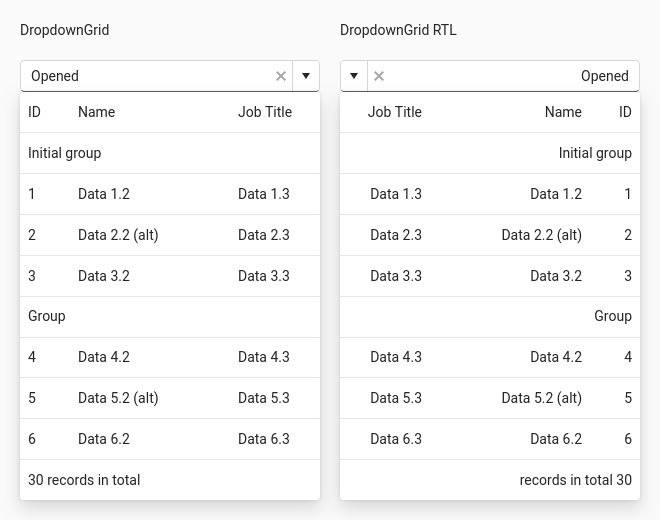 DropdownGrid
Opened
ID Name Job Title
Initial group
1 Data 1.2 Data 1.3
2 Data 2.2 (alt) Data 2.3
3 Data 3.2 Data 3.3
Group
4 Data 4.2 Data 4.3
5 Data 5.2 (alt) Data 5.3
6 Data 6.2 Data 6.3
30 records in total
DropdownGrid RTL
Opened
Job Title Name ID
Initial group
Data 1.3 Data 1.2 1
Data 2.3 Data 2.2 (alt) 2
Data 3.3 Data 3.2 3
Group
Data 4.3 Data 4.2 4
Data 5.3 Data 5.2 (alt) 5
Data 6.3 Data 6.2 6
records in total 30